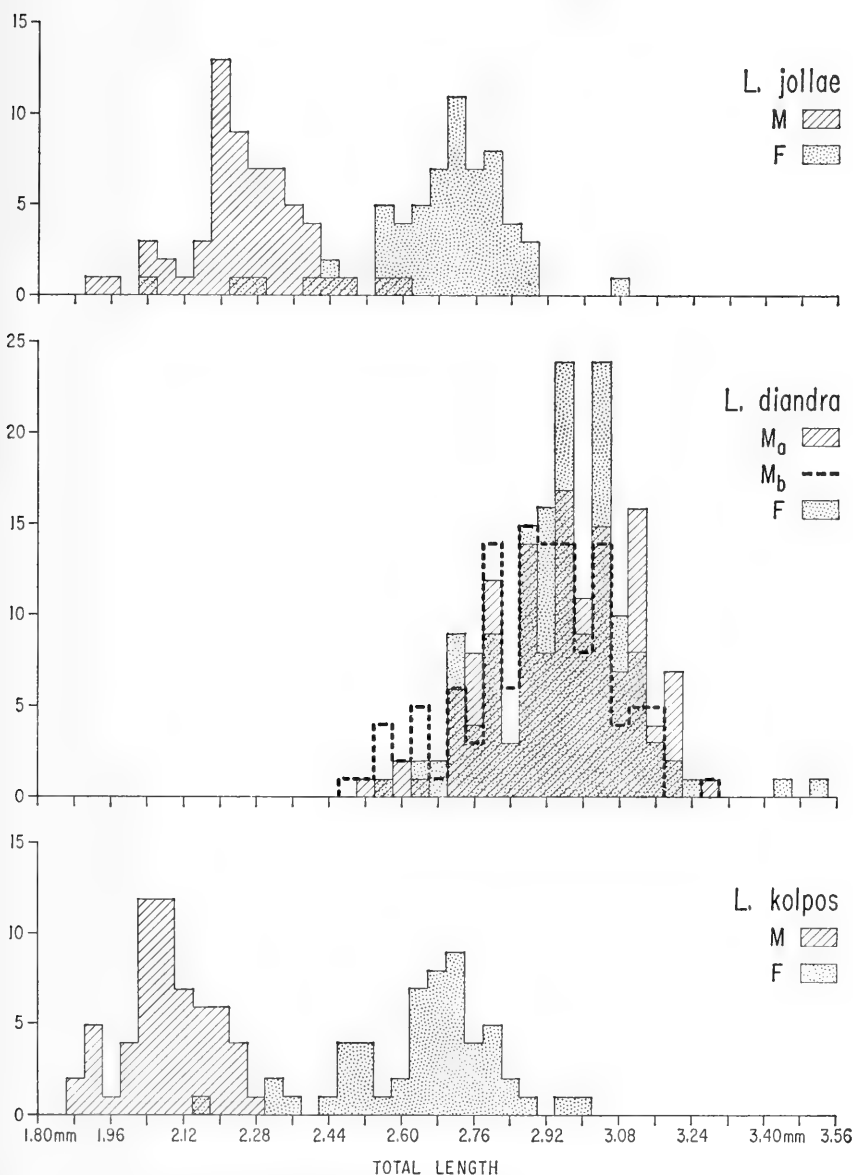 15
10
5
0
L. jollae
M
F
25
20
15
10
5
0
L. diandra
Ma
Mb
F
15
10
5
0
L. kolpos
M
F
1.80mm 1.96 2.12 2.28 2.44 2.60 2.76 2.92 3.08 3.24 3.40mm 3.56
TOTAL LENGTH